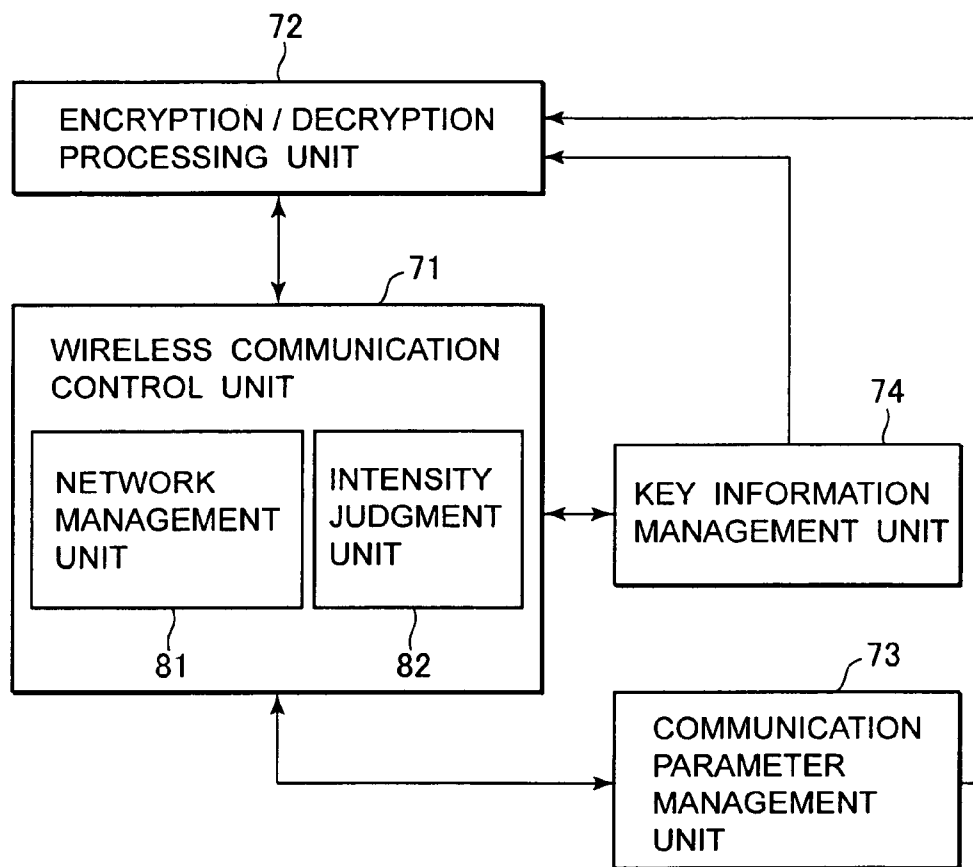 72
ENCRYPTION / DECRYPTION
PROCESSING UNIT
71
WIRELESS COMMUNICATION
CONTROL UNIT
NETWORK
MANAGEMENT
UNIT
81
INTENSITY
JUDGMENT
UNIT
82
74
KEY INFORMATION
MANAGEMENT UNIT
73
COMMUNICATION
PARAMETER
MANAGEMENT
UNIT